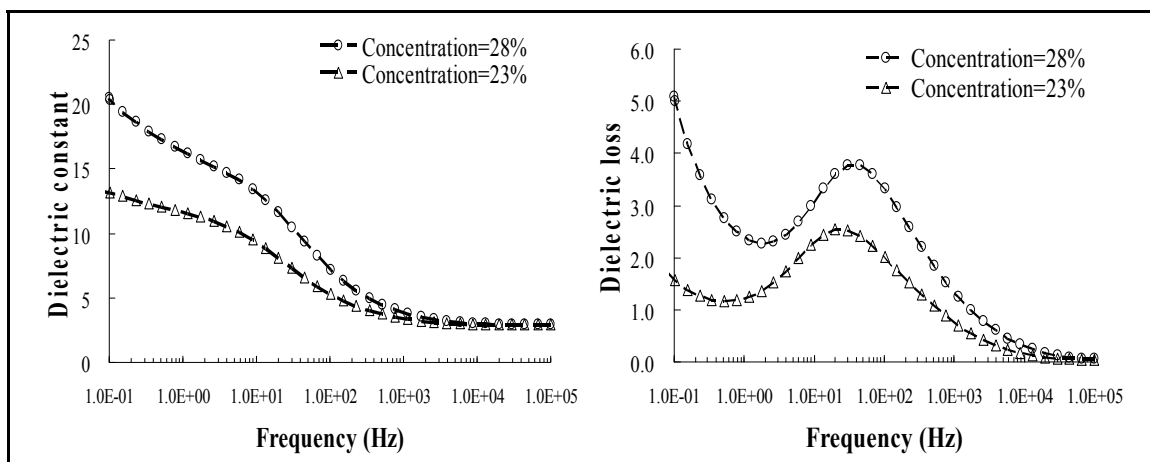 25
20
15
10
5
0
Dielectric constant
Concentration=28%
Concentration=23%
1.0E-01 1.0E+00 1.0E+01 1.0E+02 1.0E+03 1.0E+04 1.0E+05
Frequency (Hz)
6.0
5.0
4.0
3.0
2.0
1.0
0.0
Dielectric loss
Concentration=28%
Concentration=23%
1.0E-01 1.0E+00 1.0E+01 1.0E+02 1.0E+03 1.0E+04 1.0E+05
Frequency (Hz)